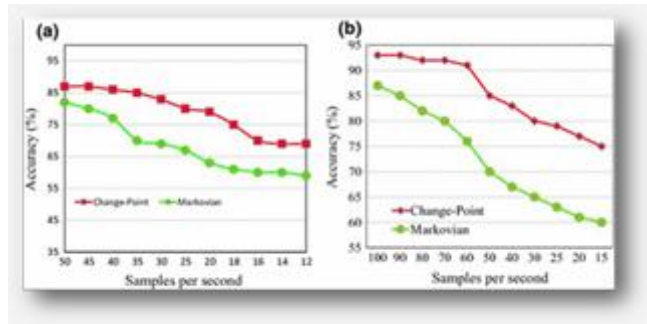 (a)
95
85
75
65
55
45
35
Accuracy (%)
Change-Point Markovian
50 45 40 35 30 25 20 18 16 14 12
Samples per second
(b)
95
90
85
80
75
70
65
60
55
Accuracy (%)
Change-Point
Markovian
100 90 80 70 60 50 40 30 25 20 15
Samples per second